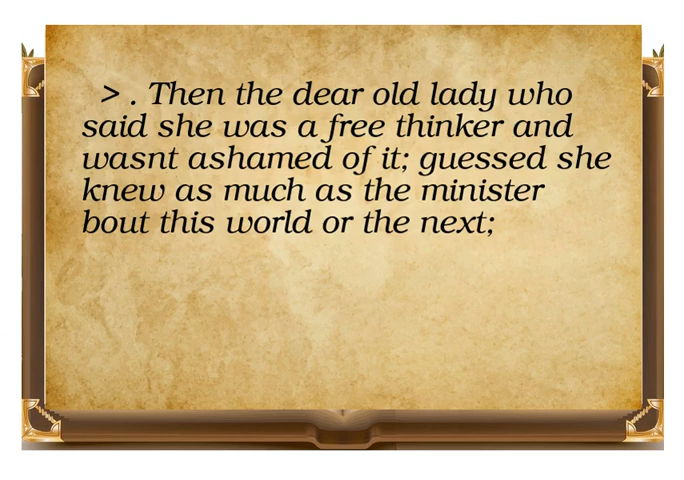 > . Then the dear old lady who
said she was a free thinker and
wasnt ashamed of it; guessed she
knew as much as the minister
bout this world or the next;